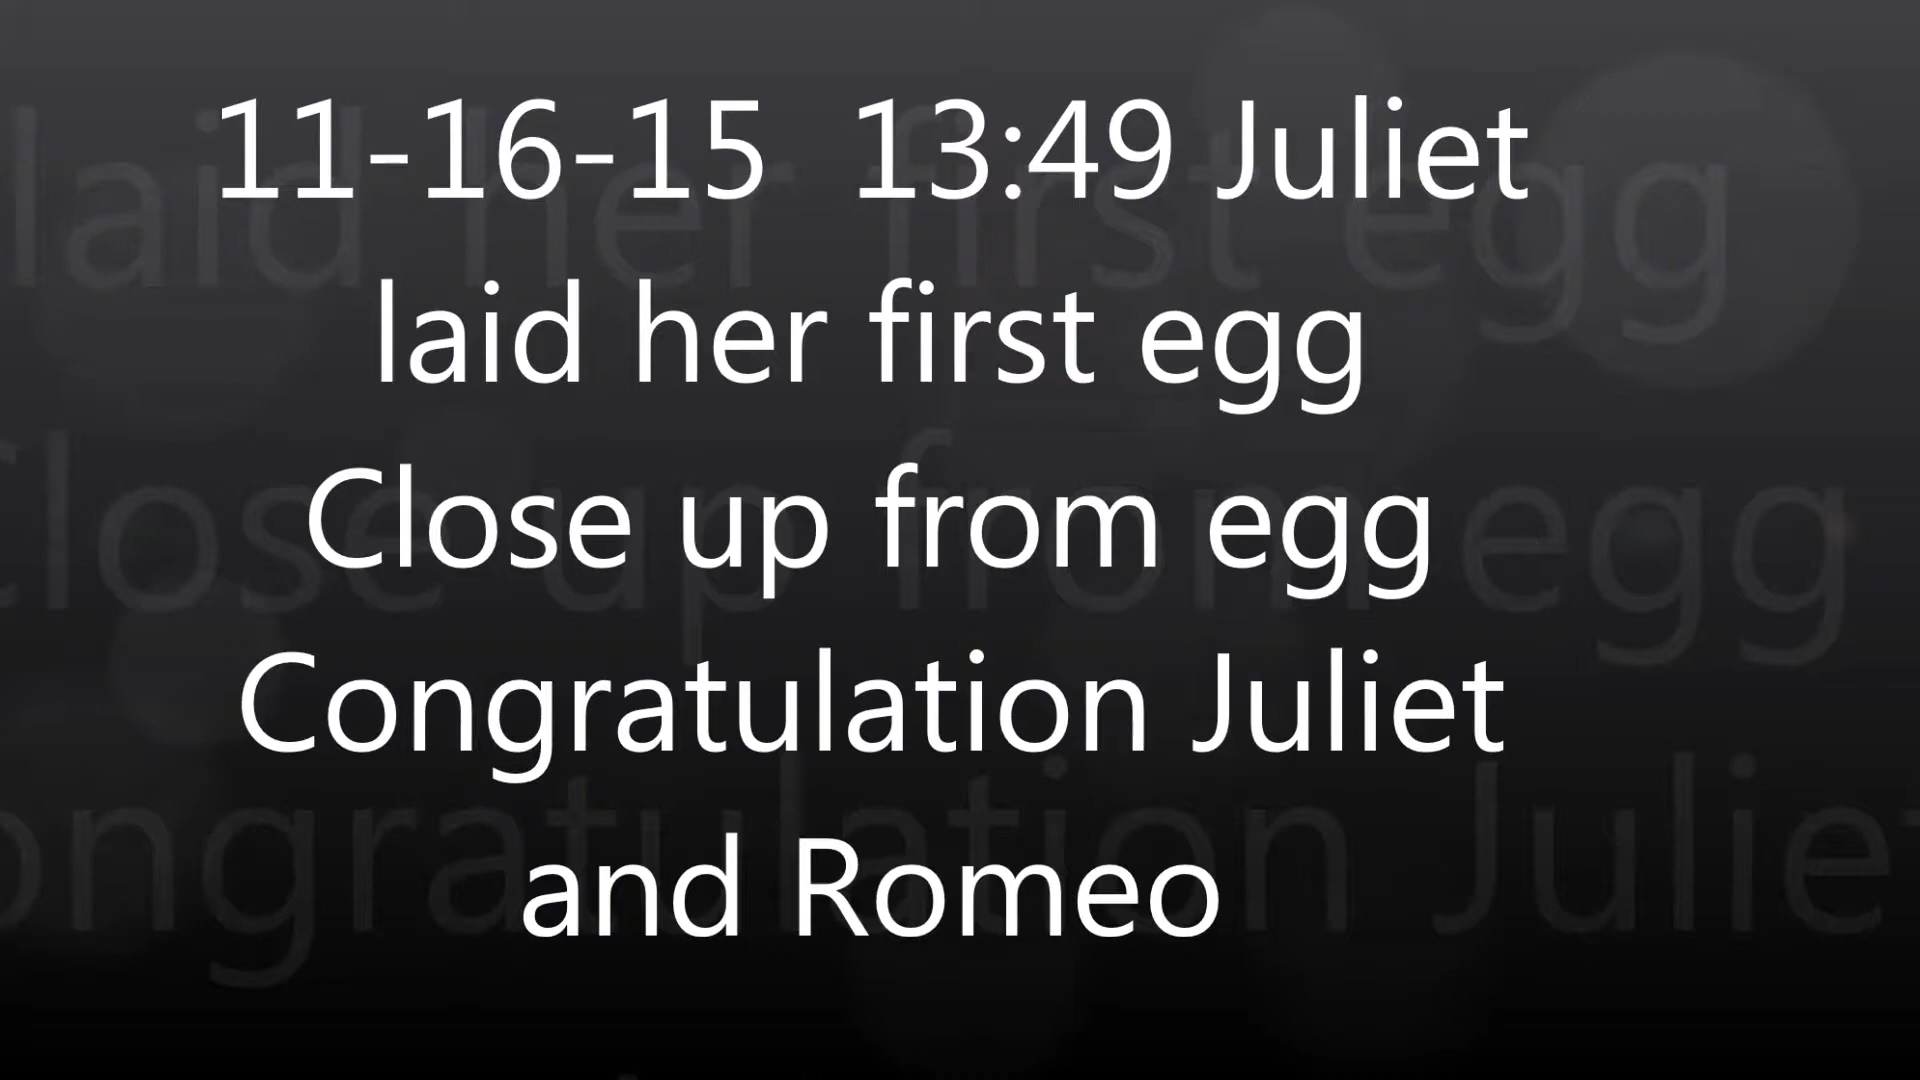 11-16-15  13:49 Juliet
laid her first egg
Close up from egg
Congratulation Juliet
and Romeo